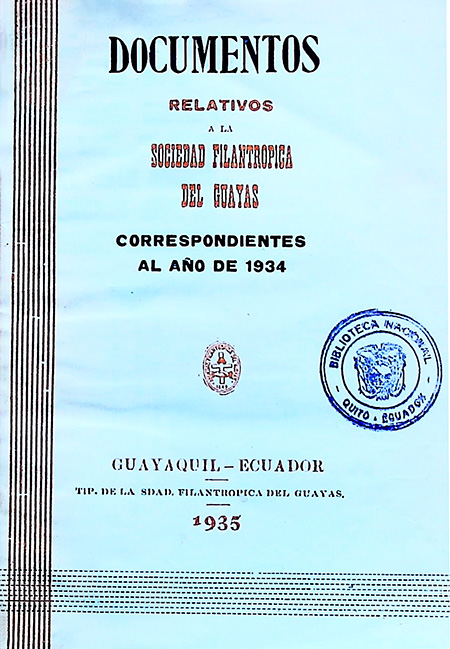 DOCUMENTOS
RELATIVOS
A LA
SOCIEDAD FILANTROPICA
DEL GUAYAS
CORRESPONDIENTES
AL AÑO DE 1934
BIBLIOTECA NACIONAL
- QUITO - ECUADOR -
GUAYAQUIL — ECUADOR
TIP. DE LA SDAD. FILANTROPICA DEL GUAYAS.
1935